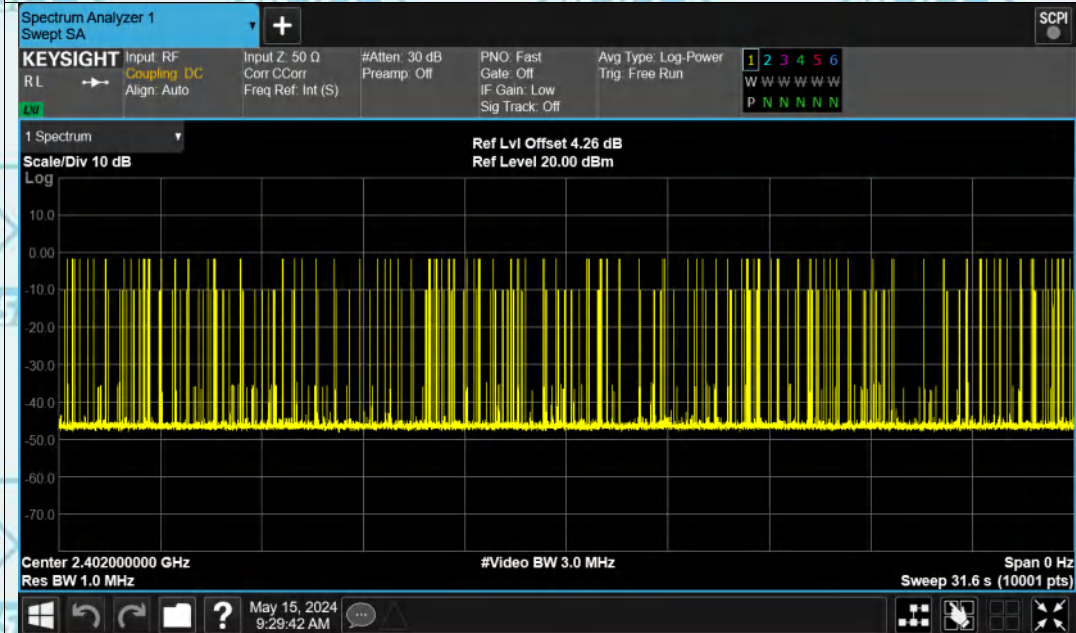 Spectrum Analyzer 1
Swept SA
+
SCPI
KEYSIGHT
RL
LXI
Input: RF
Coupling: DC
Align: Auto
Input Z: 50 Ω
Corr CCorr
Freq Ref: Int (S)
#Atten: 30 dB
Preamp: Off
PNO: Fast
Gate: Off
IF Gain: Low
Sig Track: Off
Avg Type: Log-Power
Trig: Free Run
1 2 3 4 5 6
W W W W W W
P N N N N N
1 Spectrum
Scale/Div 10 dB
Ref Lvl Offset 4.26 dB
Ref Level 20.00 dBm
Log
10.0
0.00
-10.0
-20.0
-30.0
-40.0
-50.0
-60.0
-70.0
Center 2.402000000 GHz
#Video BW 3.0 MHz
Span 0 Hz
Res BW 1.0 MHz
Sweep 31.6 s (10001 pts)
?
May 15, 2024
9:29:42 AM